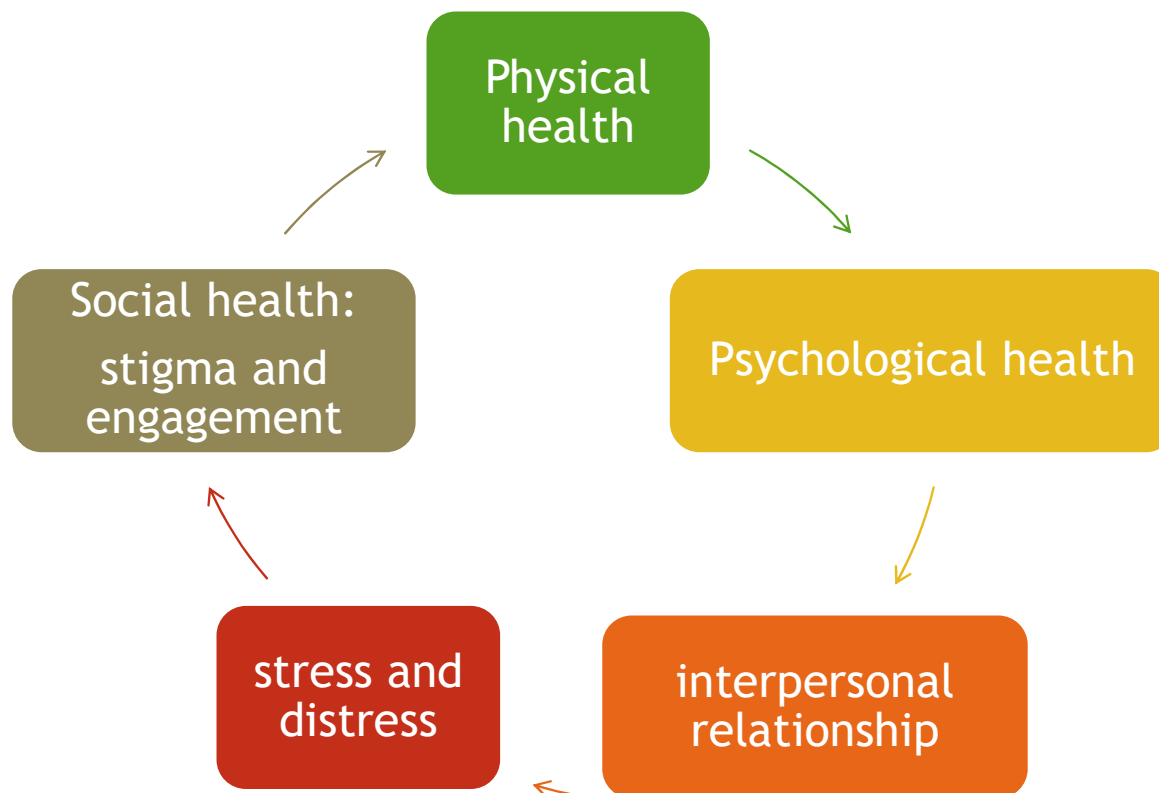 Physical
health
Psychological health
interpersonal
relationship
stress and
distress
Social health:
stigma and
engagement